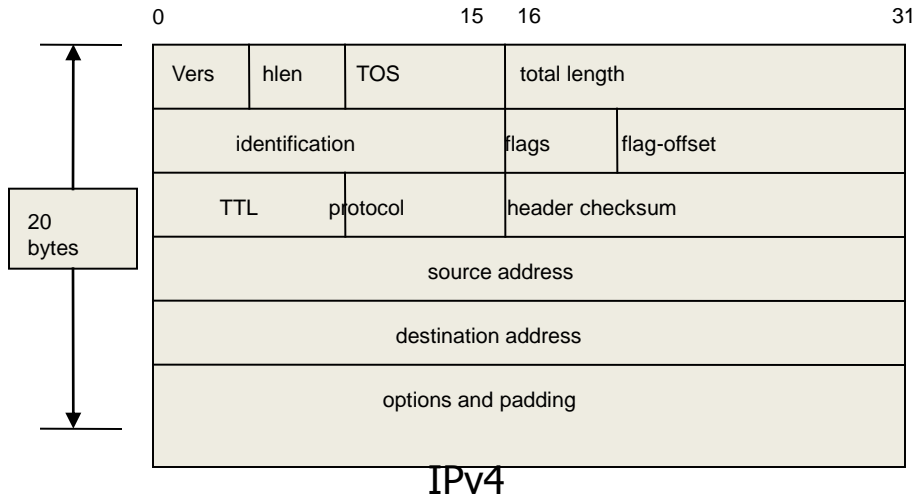 0 15 16 31
Vers hlen TOS total length
identification flags flag-offset
TTL protocol header checksum
20
bytes
source address
destination address
options and padding
IPv4